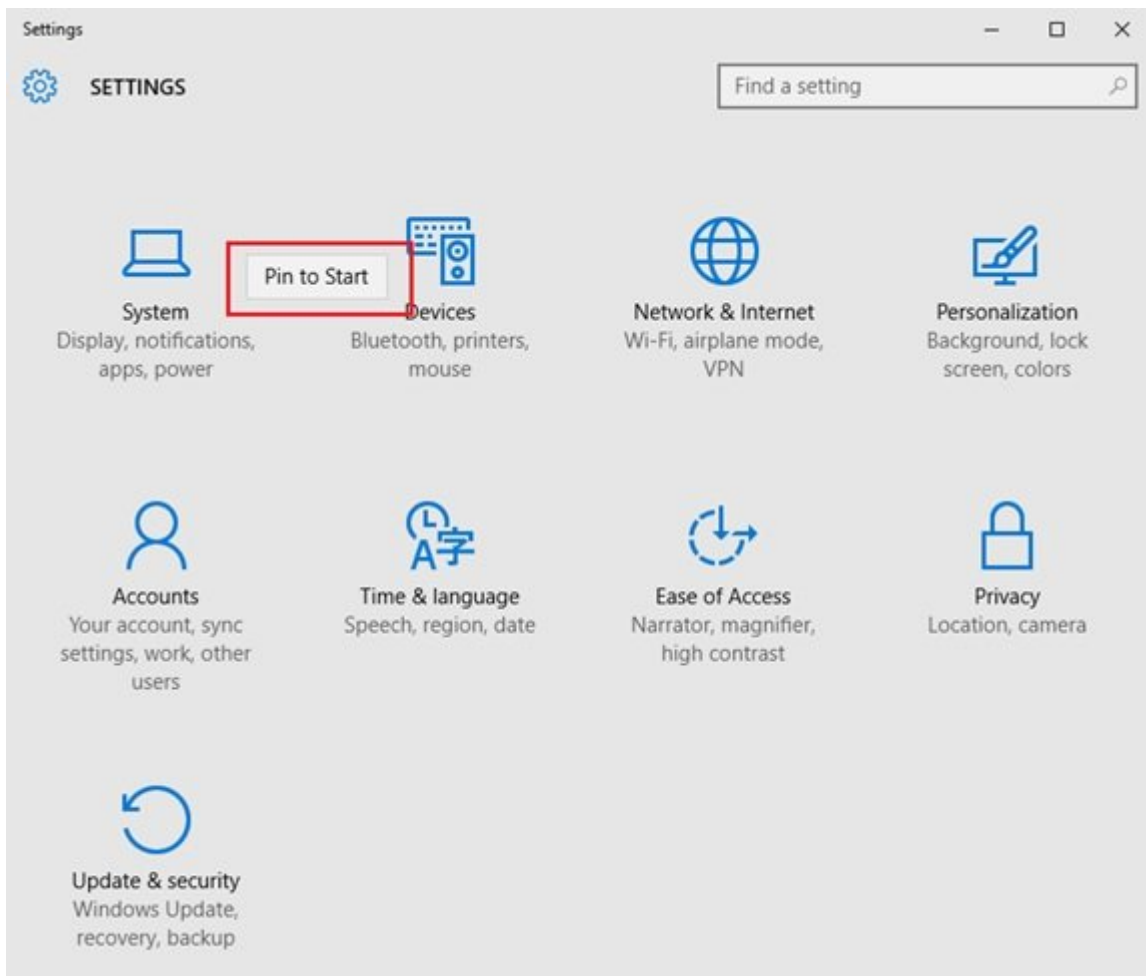 Settings
SETTINGS
Find a setting
Pin to Start
System
Display, notifications,
apps, power
Devices
Bluetooth, printers,
mouse
Network & Internet
Wi-Fi, airplane mode,
VPN
Personalization
Background, lock
screen, colors
Accounts
Your account, sync
settings, work, other
users
A字
Time & language
Speech, region, date
Ease of Access
Narrator, magnifier,
high contrast
Privacy
Location, camera
Update & security
Windows Update,
recovery, backup